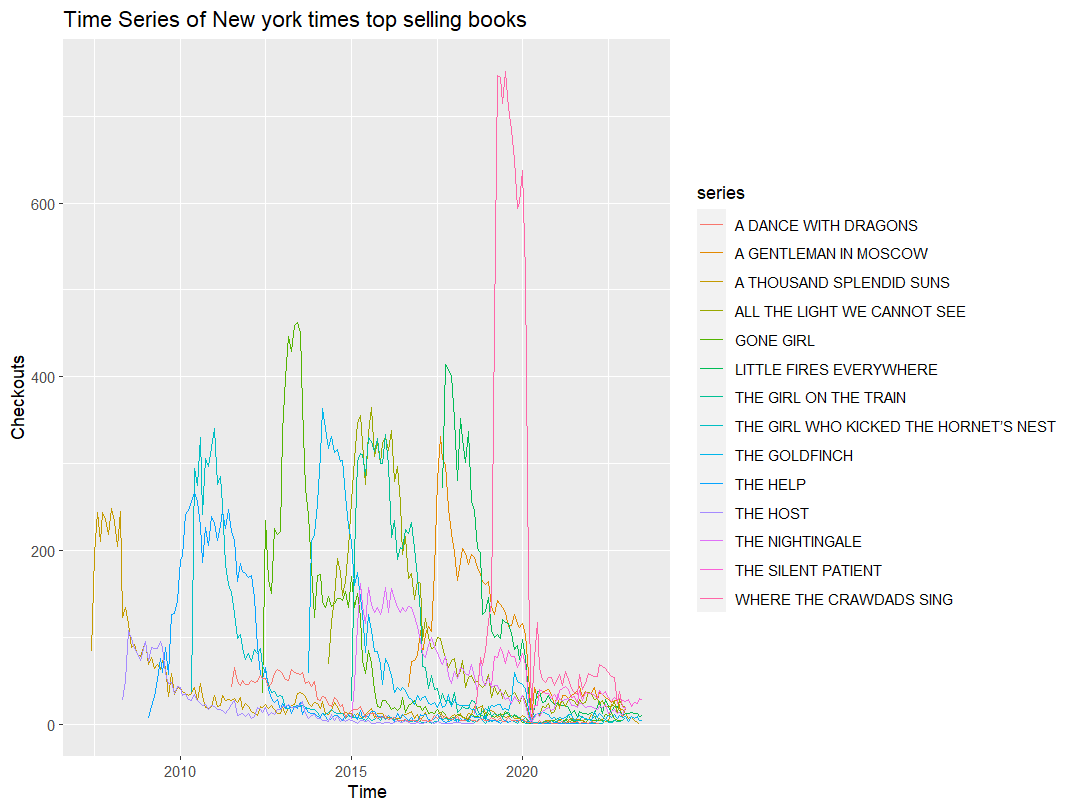 Time Series of New york times top selling books
Checkouts
600
400
200
0
2010
2015
2020
Time
series
A DANCE WITH DRAGONS
A GENTLEMAN IN MOSCOW
A THOUSAND SPLENDID SUNS
ALL THE LIGHT WE CANNOT SEE
GONE GIRL
LITTLE FIRES EVERYWHERE
THE GIRL ON THE TRAIN
THE GIRL WHO KICKED THE HORNET'S NEST
THE GOLDFINCH
THE HELP
THE HOST
THE NIGHTINGALE
THE SILENT PATIENT
WHERE THE CRAWDADS SING